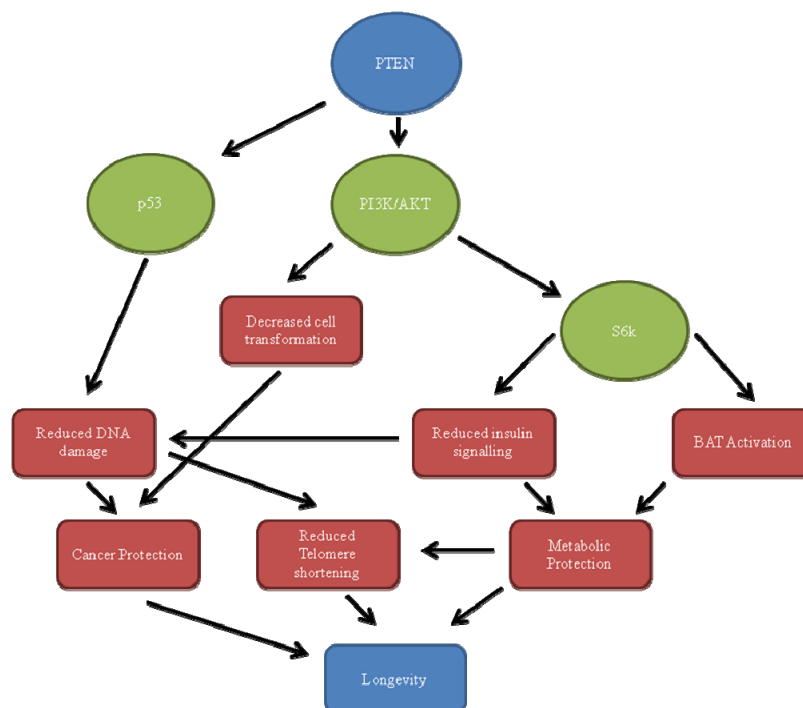 PTEN
p53
PI3K/AKT
Decreased cell
transformation
S6k
Reduced DNA
damage
Reduced insulin
signalling
BAT Activation
Cancer Protection
Reduced
Telomere
shortening
Metabolic
Protection
Longevity